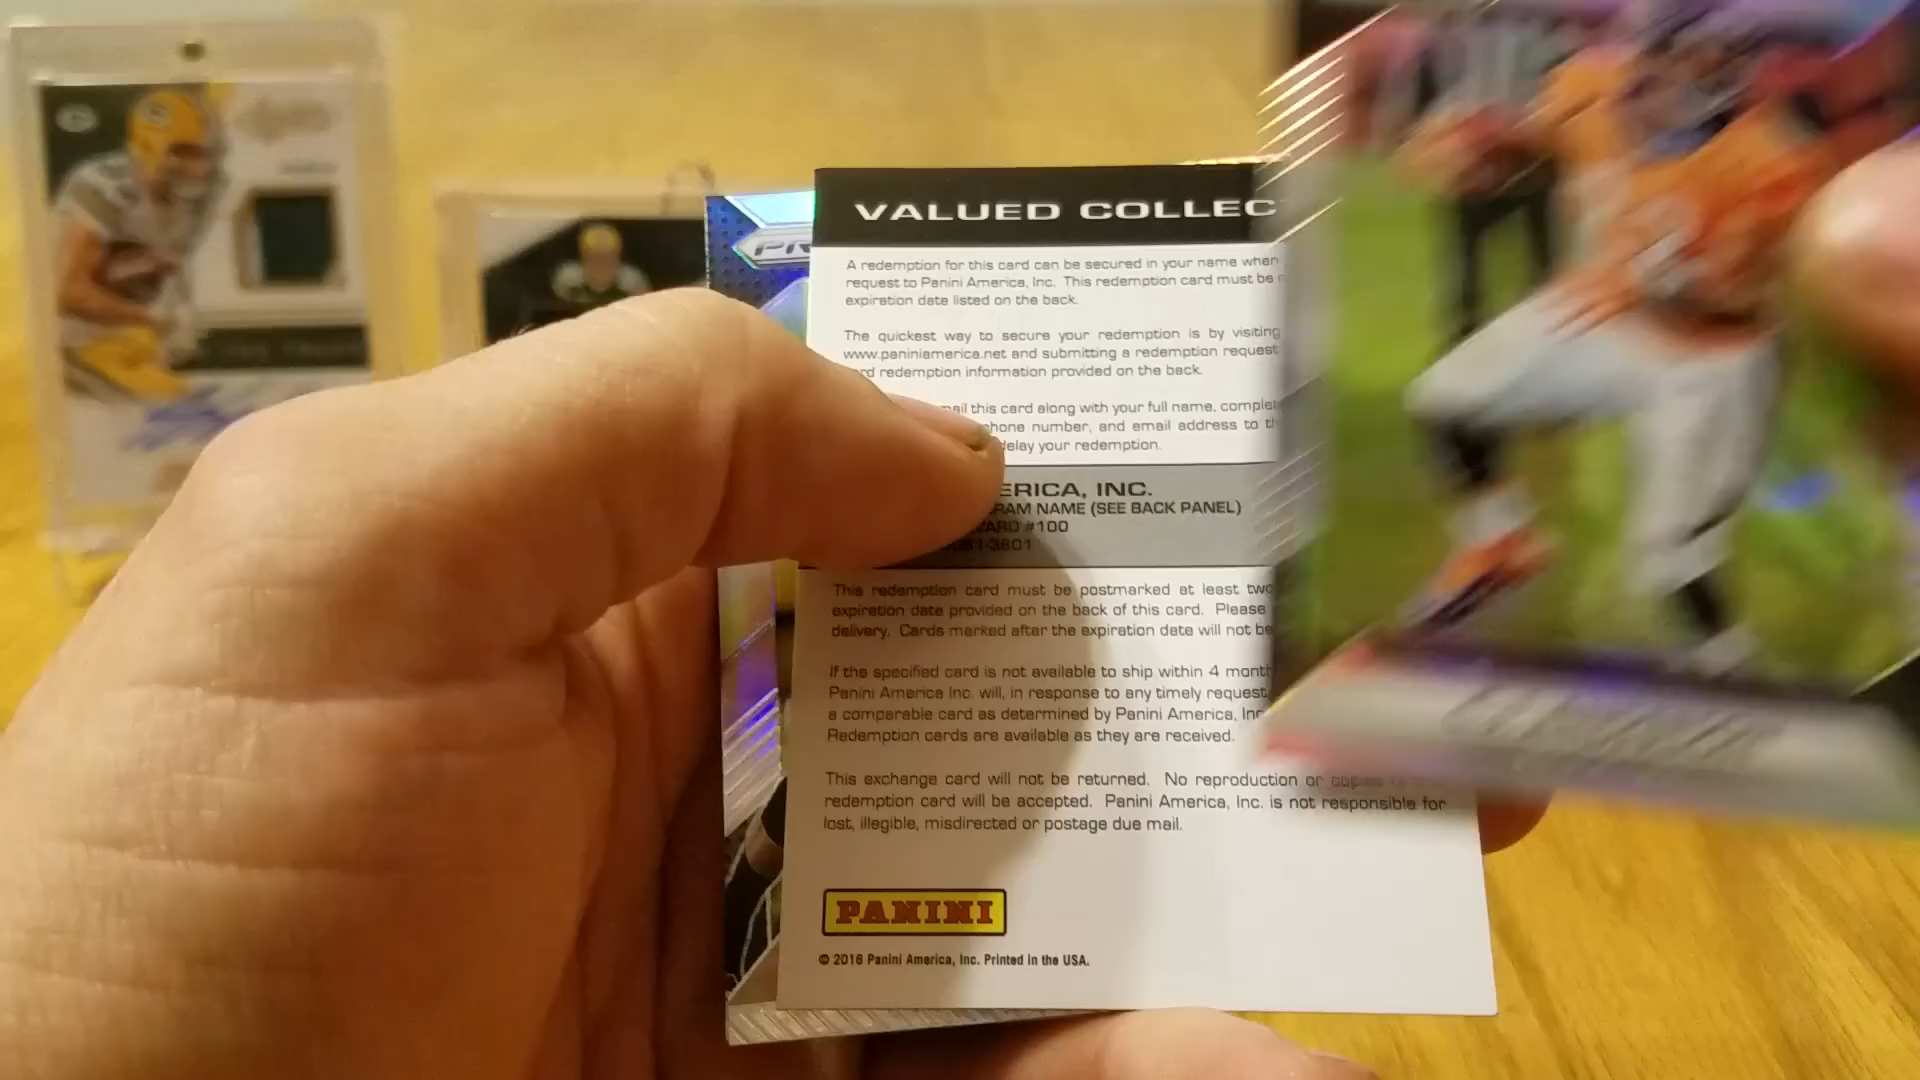 VALUED COLLEC
PR
A redemption for this card can be secured in your name when
request to Panini America, Inc. This redemption card must be
expiration date listed on the back.
The quickest way to secure your redemption is by visiting
www.paniniamerica.net and submitting a redemption request
rd redemption information provided on the back.
ail this card along with your full name, complet
phone number, and email address to th
delay your redemption.
ERICA, INC.
RAM NAME (SEE BACK PANEL)
VARD #100
This redemption card must be postmarked at least two
expiration date provided on the back of this card. Please
delivery. Cards marked after the expiration date will not be
If the specified card is not available to ship within 4 month
Panini America Inc. will, in response to any timely request
a comparable card as determined by Panini America, Inc
Redemption cards are available as they are received.
This exchange card will not be returned. No reproduction or copies
redemption card will be accepted. Panini America, Inc. is not responsible for
lost, illegible, misdirected or postage due mail.
PANINI
© 2016 Panini America, Inc. Printed in the USA.